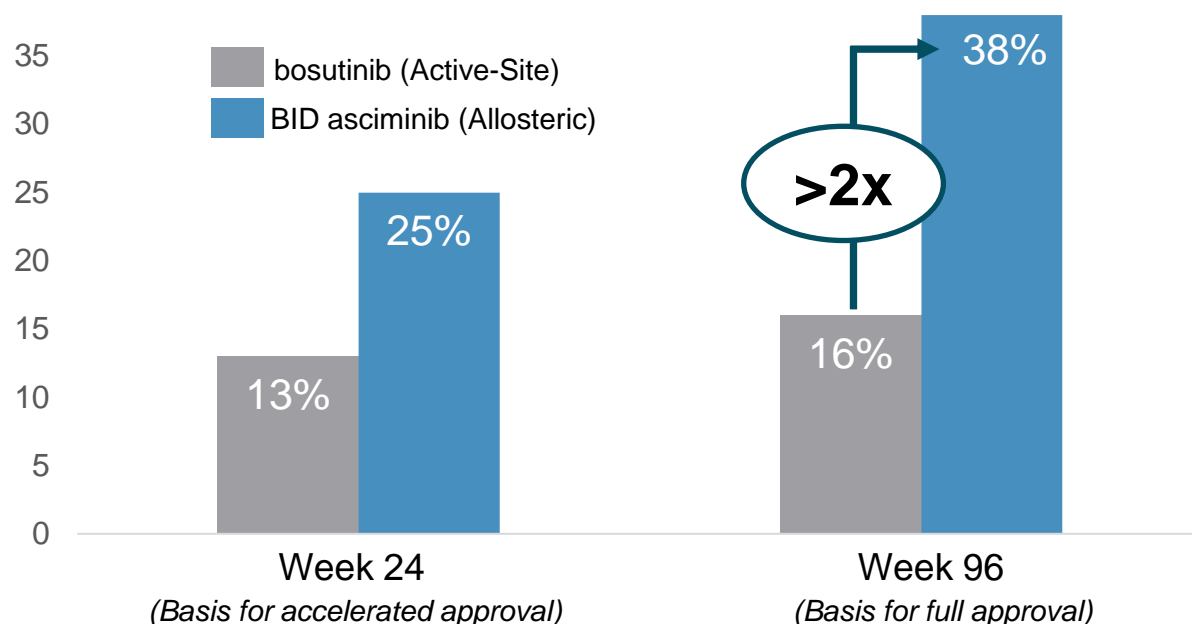 35
30
25
20
15
10
5
0
bosutinib (Active-Site)
BID asciminib (Allosteric)
13%
25%
>2x
16%
38%
Week 24
(Basis for accelerated approval)
Week 96
(Basis for full approval)